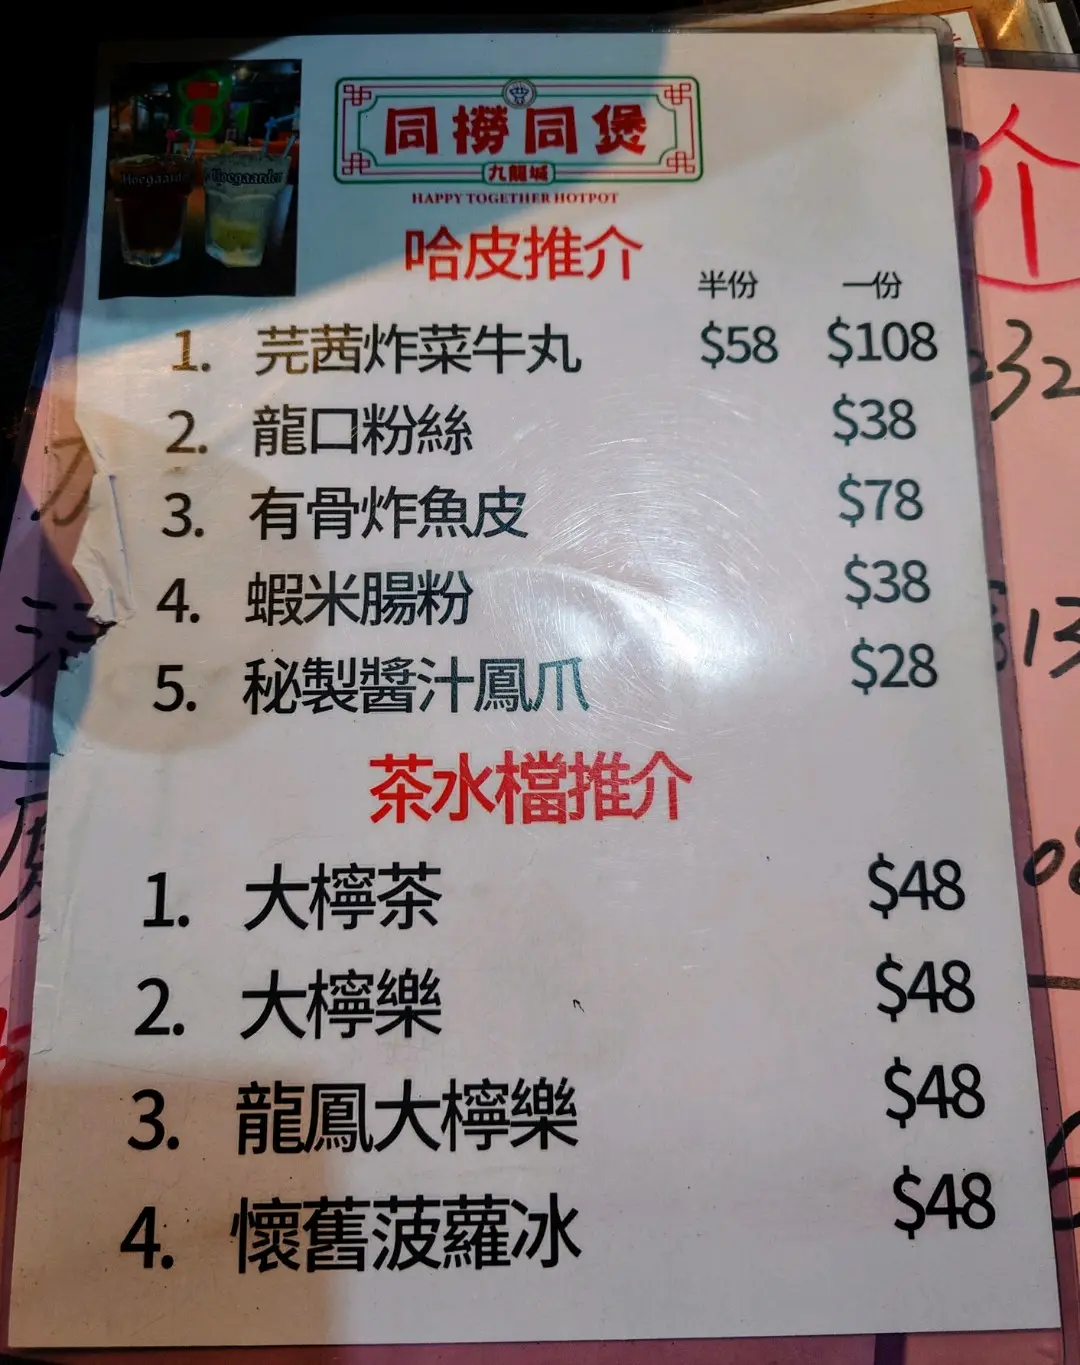 Hoegaarden Hoegaarden
同撈同煲
九龍城
HAPPY TOGETHER HOTPOT
哈皮推介
半份 一份
1. 芫茜炸菜牛丸 $58 $108
2. 龍口粉絲 $38
3. 有骨炸魚皮 $78
4. 蝦米腸粉 $38
5. 秘製醬汁鳳爪 $28
茶水檔推介
1. 大檸茶 $48
2. 大檸樂 $48
3. 龍鳳大檸樂 $48
4. 懷舊菠蘿冰 $48
介